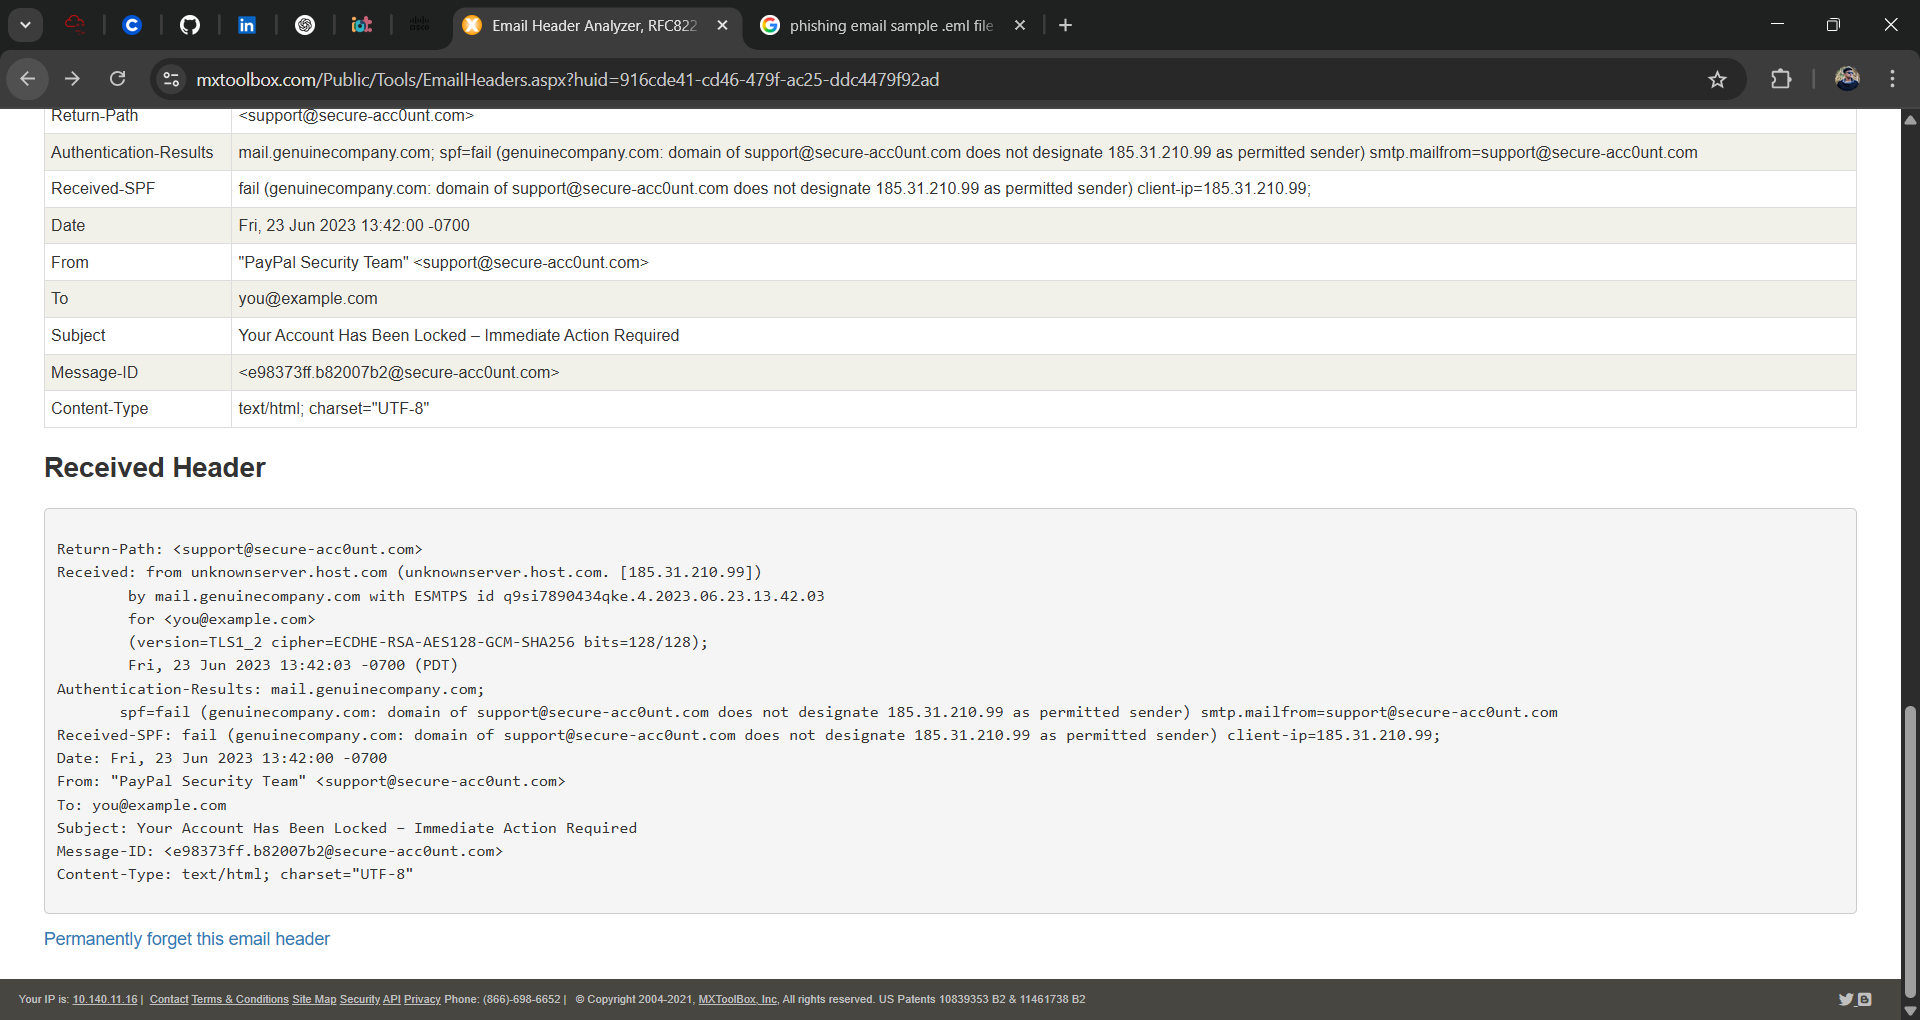 Email Header Analyzer, RFC822
phishing email sample .eml file
mxtoolbox.com/Public/Tools/EmailHeaders.aspx?huid=916cde41-cd46-479f-ac25-ddc4479f92ad
Return-Path <support@secure-acc0unt.com>
Authentication-Results mail.genuinecompany.com; spf=fail (genuinecompany.com: domain of support@secure-acc0unt.com does not designate 185.31.210.99 as permitted sender) smtp.mailfrom=support@secure-acc0unt.com
Received-SPF fail (genuinecompany.com: domain of support@secure-acc0unt.com does not designate 185.31.210.99 as permitted sender) client-ip=185.31.210.99;
Date Fri, 23 Jun 2023 13:42:00 -0700
From "PayPal Security Team" <support@secure-acc0unt.com>
To you@example.com
Subject Your Account Has Been Locked – Immediate Action Required
Message-ID <e98373ff.b82007b2@secure-acc0unt.com>
Content-Type text/html; charset="UTF-8"
Received Header
Return-Path: <support@secure-acc0unt.com>
Received: from unknownserver.host.com (unknownserver.host.com. [185.31.210.99])
by mail.genuinecompany.com with ESMTPS id q9si7890434qke.4.2023.06.23.13.42.03
for <you@example.com>
(version=TLS1_2 cipher=ECDHE-RSA-AES128-GCM-SHA256 bits=128/128);
Fri, 23 Jun 2023 13:42:03 -0700 (PDT)
Authentication-Results: mail.genuinecompany.com;
spf=fail (genuinecompany.com: domain of support@secure-acc0unt.com does not designate 185.31.210.99 as permitted sender) smtp.mailfrom=support@secure-acc0unt.com
Received-SPF: fail (genuinecompany.com: domain of support@secure-acc0unt.com does not designate 185.31.210.99 as permitted sender) client-ip=185.31.210.99;
Date: Fri, 23 Jun 2023 13:42:00 -0700
From: "PayPal Security Team" <support@secure-acc0unt.com>
To: you@example.com
Subject: Your Account Has Been Locked – Immediate Action Required
Message-ID: <e98373ff.b82007b2@secure-acc0unt.com>
Content-Type: text/html; charset="UTF-8"
Permanently forget this email header
Your IP is: 10.140.11.16 | Contact Terms & Conditions Site Map Security API Privacy Phone: (866)-698-6652 | © Copyright 2004-2021, MXToolBox, Inc, All rights reserved. US Patents 10839353 B2 & 11461738 B2